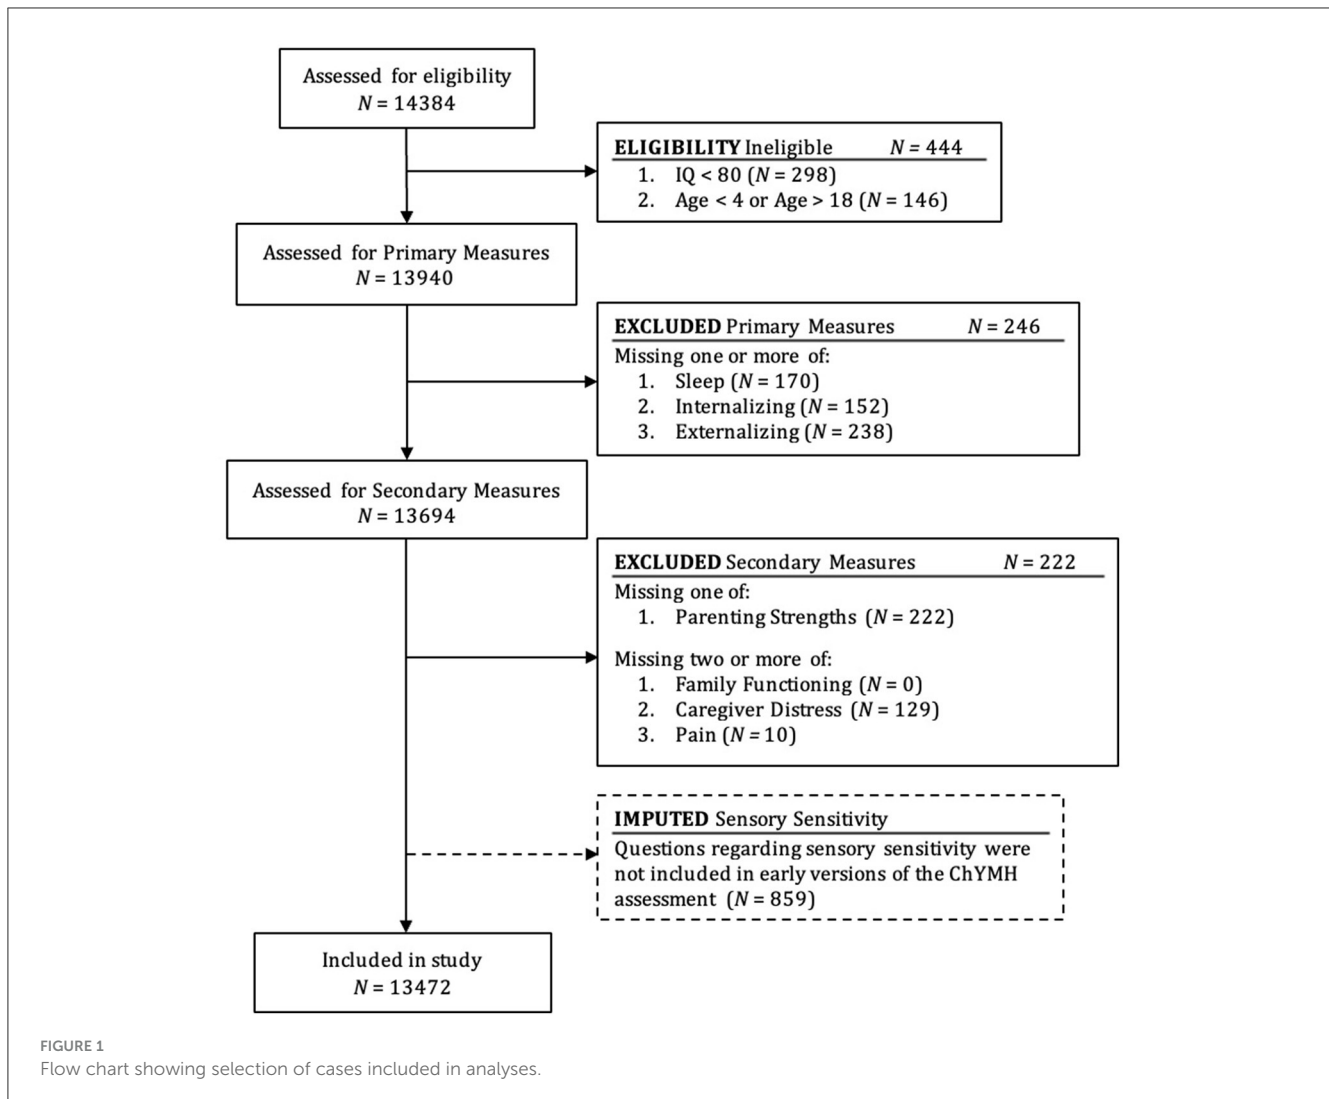 Assessed for eligibility
N = 14384
ELIGIBILITY Ineligible N = 444
1. IQ < 80 (N = 298)
2. Age < 4 or Age > 18 (N = 146)
Assessed for Primary Measures
N = 13940
EXCLUDED Primary Measures N = 246
Missing one or more of:
1. Sleep (N = 170)
2. Internalizing (N = 152)
3. Externalizing (N = 238)
Assessed for Secondary Measures
N = 13694
EXCLUDED Secondary Measures N = 222
Missing one of:
1. Parenting Strengths (N = 222)
Missing two or more of:
1. Family Functioning (N = 0)
2. Caregiver Distress (N = 129)
3. Pain (N = 10)
IMPUTED Sensory Sensitivity
Questions regarding sensory sensitivity were
not included in early versions of the ChYMH
assessment (N = 859)
Included in study
N = 13472
FIGURE 1
Flow chart showing selection of cases included in analyses.